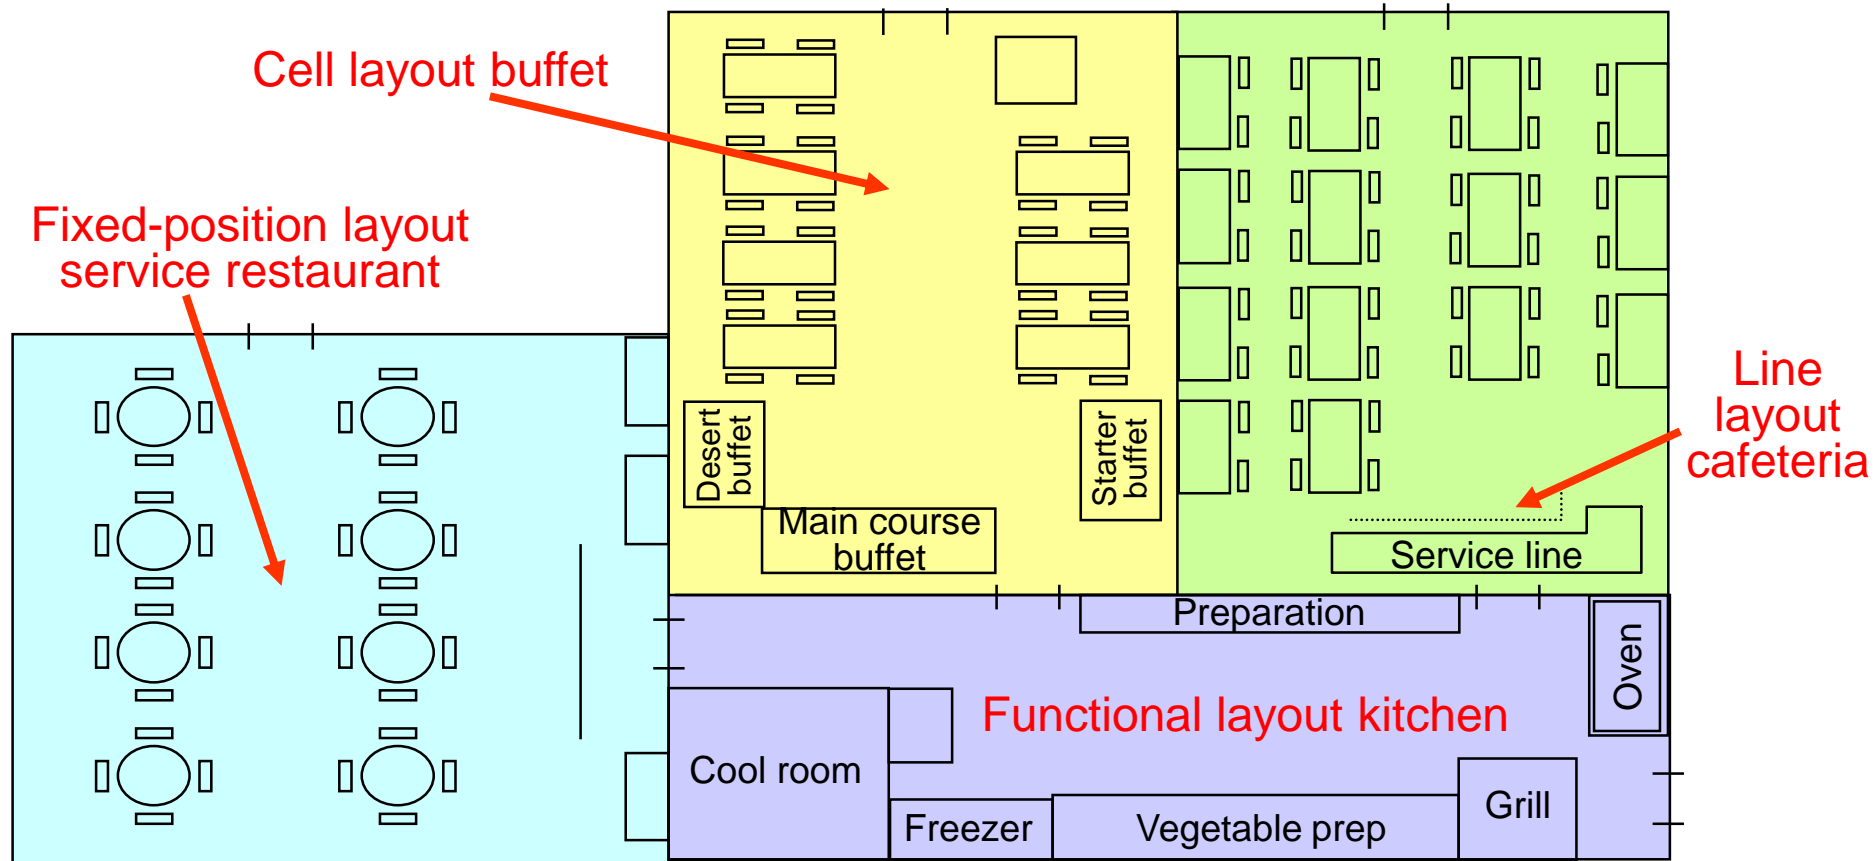 Cell layout buffet
Fixed-position layout
service restaurant
Line
layout
cafeteria
Desert
buffet
Starter
buffet
Main course
buffet
Service line
Preparation
Oven
Functional layout kitchen
Cool room
Grill
Freezer
Vegetable prep